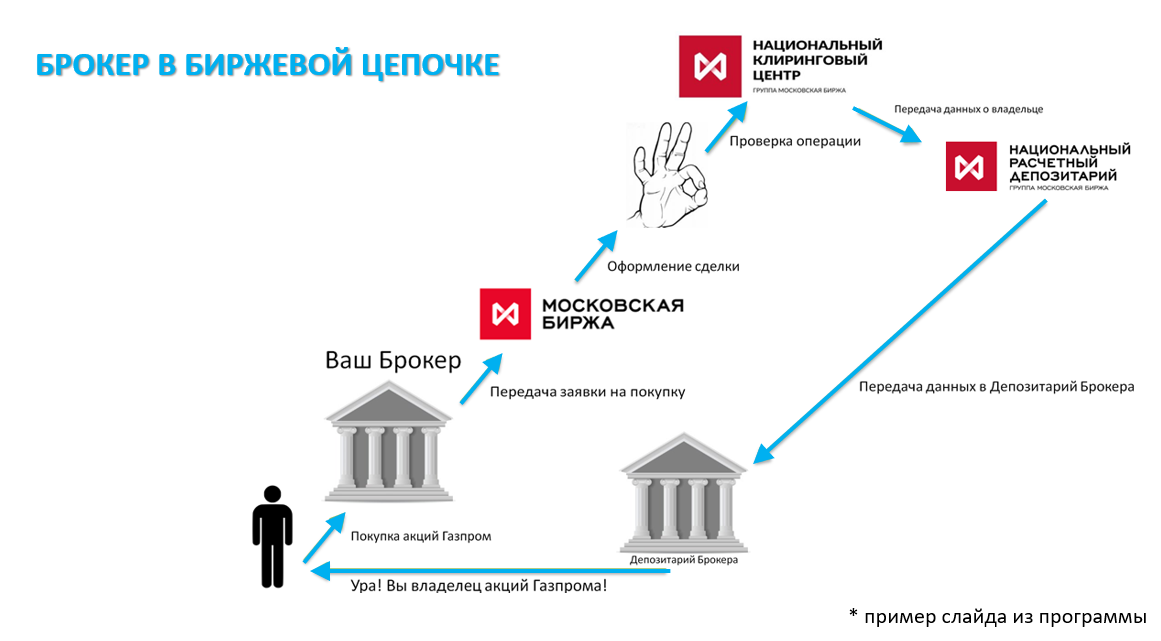 БРОКЕР В БИРЖЕВОЙ ЦЕПОЧКЕ
НАЦИОНАЛЬНЫЙ
КЛИРИНГОВЫЙ
ЦЕНТР
ГРУППА МОСКОВСКАЯ БИРЖА
Передача данных о владельце
Проверка операции
НАЦИОНАЛЬНЫЙ
РАСЧЕТНЫЙ
ДЕПОЗИТАРИЙ
ГРУППА МОСКОВСКАЯ БИРЖА
Оформление сделки
МОСКОВСКАЯ
БИРЖА
Ваш Брокер
Передача заявки на покупку
Передача данных в Депозитарий Брокера
Покупка акций Газпром
Депозитарий Брокера
Ура! Вы владелец акций Газпрома!
* пример слайда из программы